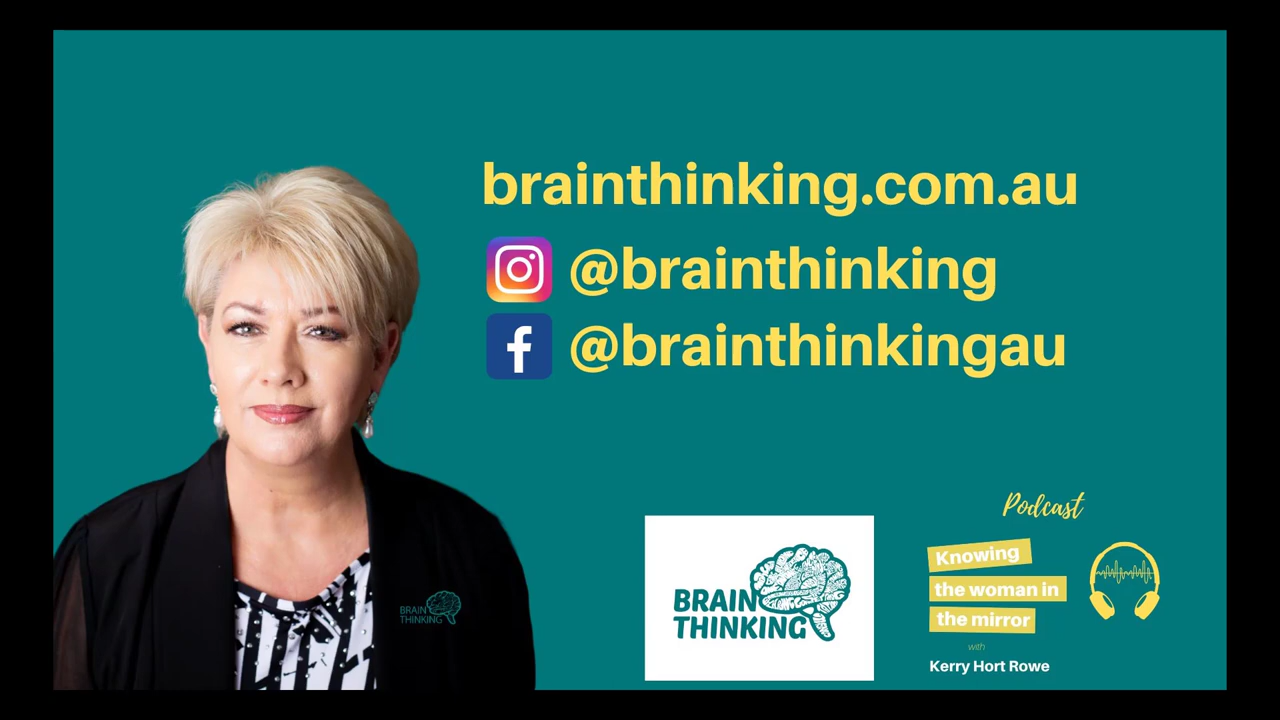 brainthinking.com.au
@brainthinking
@brainthinkingau
Podcast
Knowing
the woman in
the mirror
with
Kerry Hort Rowe
BRAIN
THINKING
BRAIN
THINKING